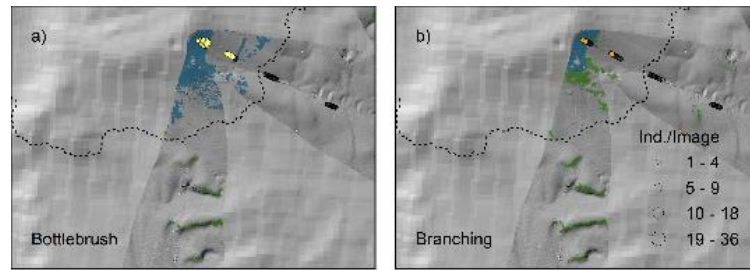 a)
Bottlebrush
b)
Ind./Image
1 - 4
5 - 9
10 - 18
19 - 36
Branching